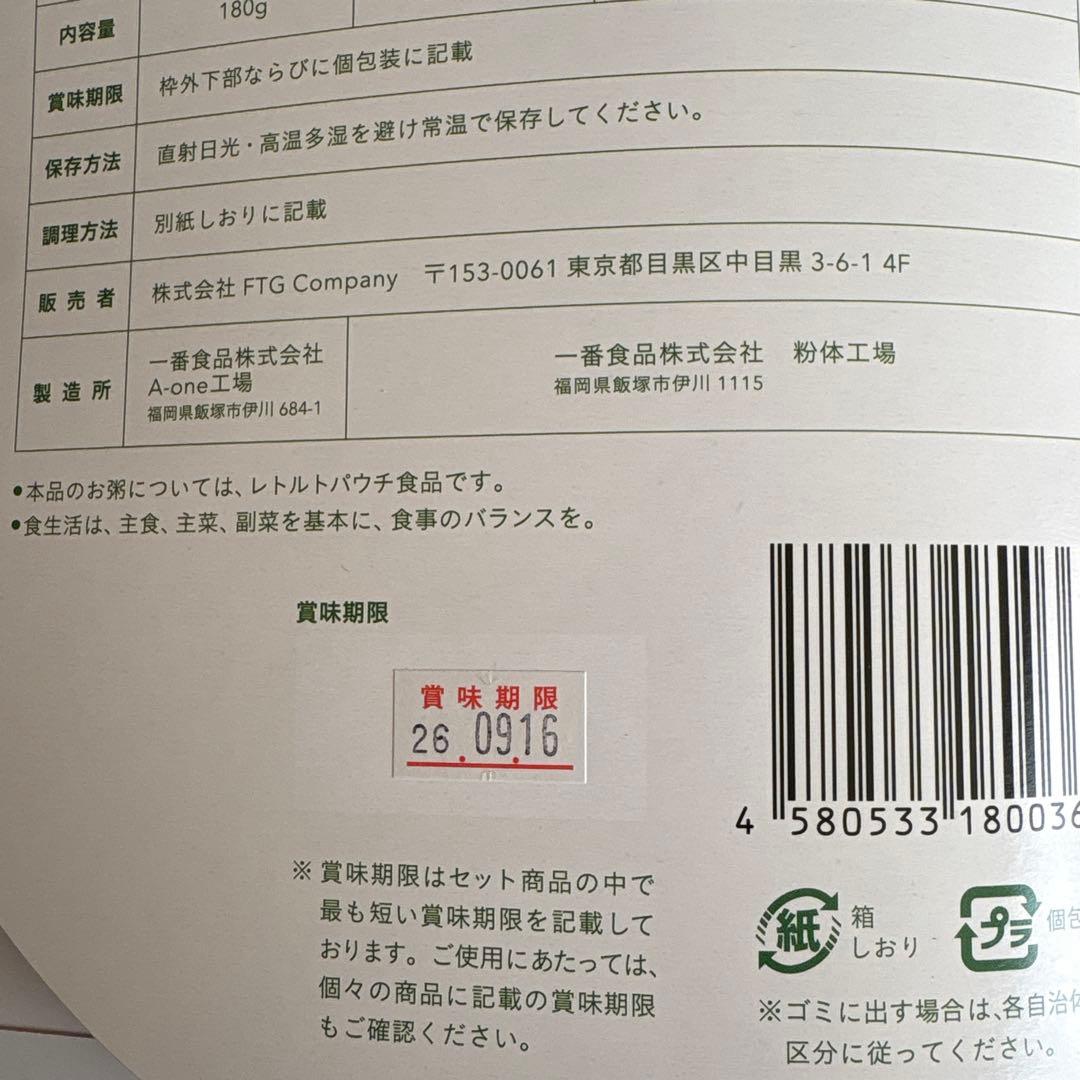 内容量 180g
賞味期限 枠外下部ならびに個包装に記載
保存方法 直射日光・高温多湿を避け常温で保存してください。
調理方法 別紙しおりに記載
販売者 株式会社 FTG Company 〒153-0061 東京都目黒区中目黒 3-6-1 4F
製造所
一番食品株式会社
A-one工場
福岡県飯塚市伊川 684-1
一番食品株式会社 粉体工場
福岡県飯塚市伊川 1115
●本品のお粥については、レトルトパウチ食品です。
●食生活は、主食、主菜、副菜を基本に、食事のバランスを。
賞味期限
賞味期限
26.09.16
4 580533 180036
※賞味期限はセット商品の中で
最も短い賞味期限を記載して
おります。ご使用にあたっては、
個々の商品に記載の賞味期限
もご確認ください。
紙 箱
しおり
プラ 個包
※ゴミに出す場合は、各自治体
区分に従ってください。